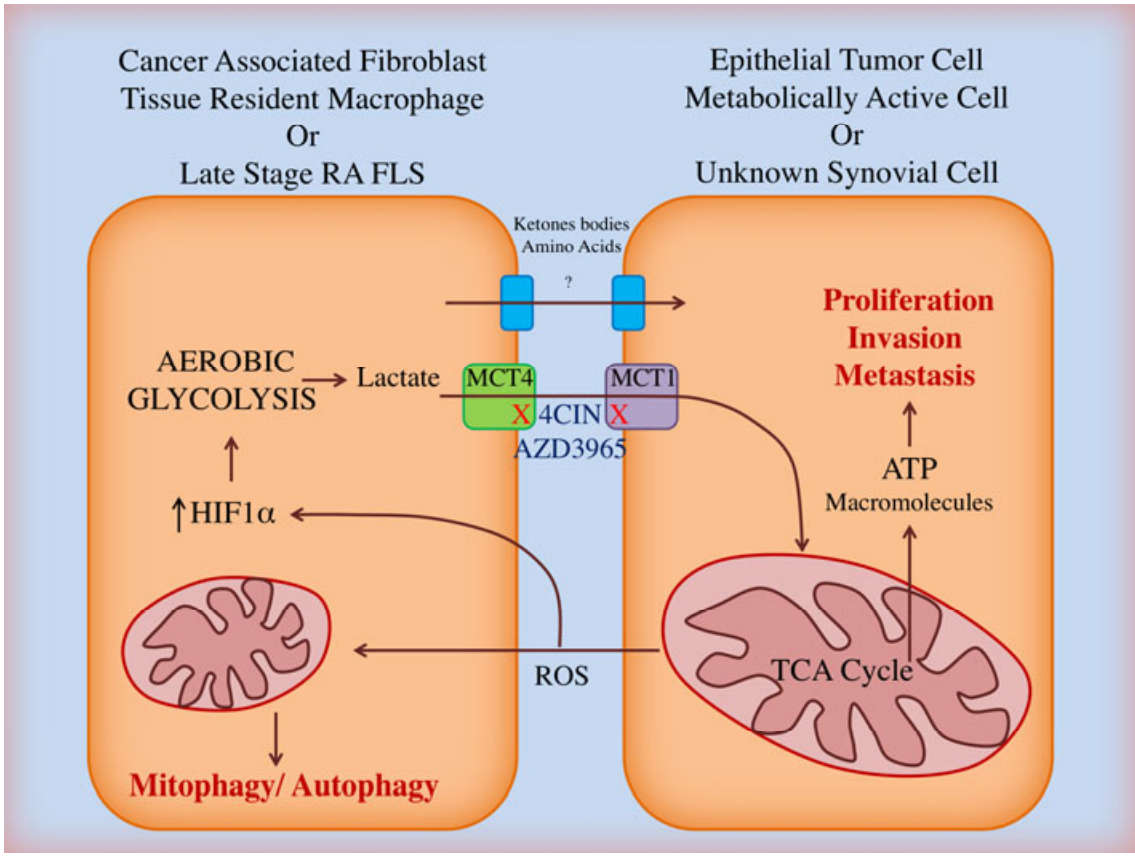 Cancer Associated Fibroblast
Tissue Resident Macrophage
Or
Late Stage RA FLS
Epithelial Tumor Cell
Metabolically Active Cell
Or
Unknown Synovial Cell
Ketones bodies
Amino Acids
?
Proliferation
Invasion
Metastasis
AEROBIC
GLYCOLYSIS
Lactate
MCT4
MCT1
X 4CIN X
AZD3965
ATP
Macromolecules
↑HIF1α
TCA Cycle
ROS
Mitophagy/ Autophagy